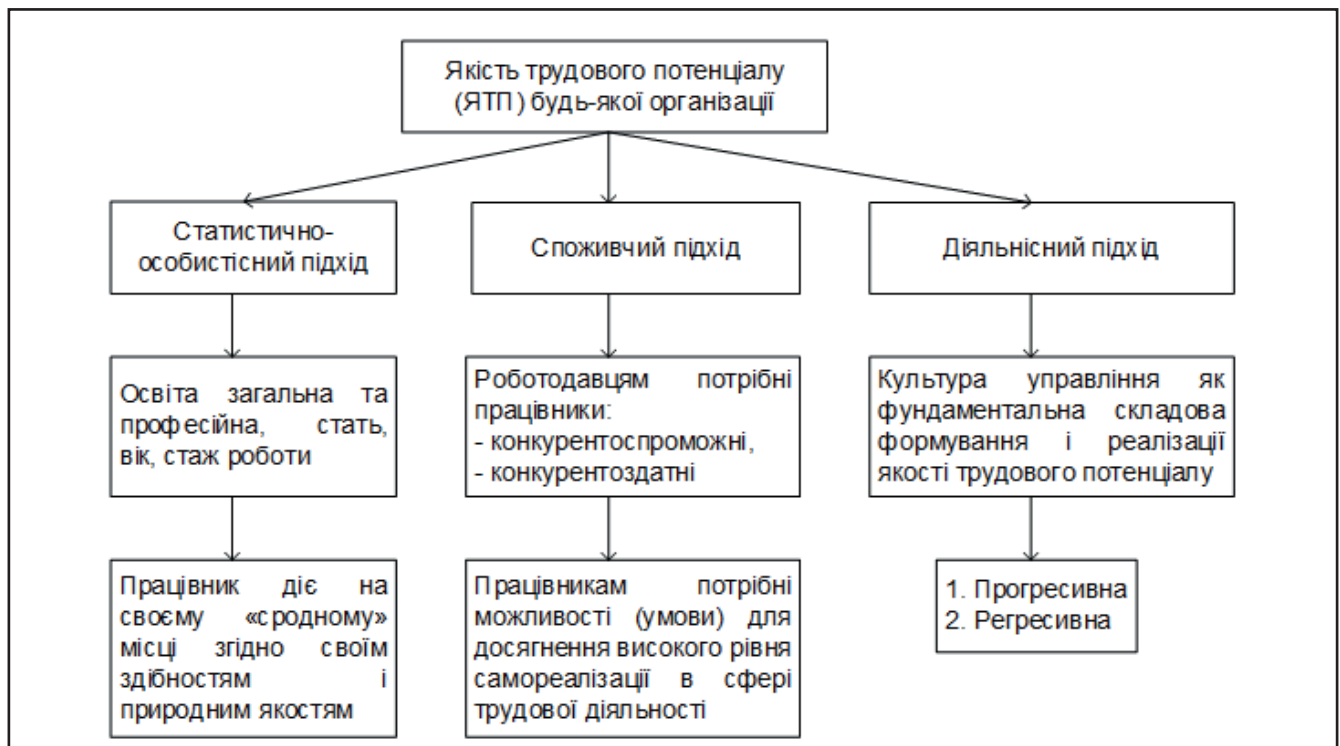 Якість трудового потенціалу
(ЯТП) будь-якої організації
Статистично-
особистісний підхід
Споживчий підхід
Діяльнісний підхід
Освіта загальна та
професійна, стать,
вік, стаж роботи
Роботодавцям потрібні
працівники:
- конкурентоспроможні,
- конкурентоздатні
Культура управління як
фундаментальна складова
формування і реалізації
якості трудового потенціалу
Працівник діє на
своєму «сродному»
місці згідно своїм
здібностям і
природним якостям
Працівникам потрібні
можливості (умови) для
досягнення високого рівня
самореалізації в сфері
трудової діяльності
1. Прогресивна
2. Регресивна